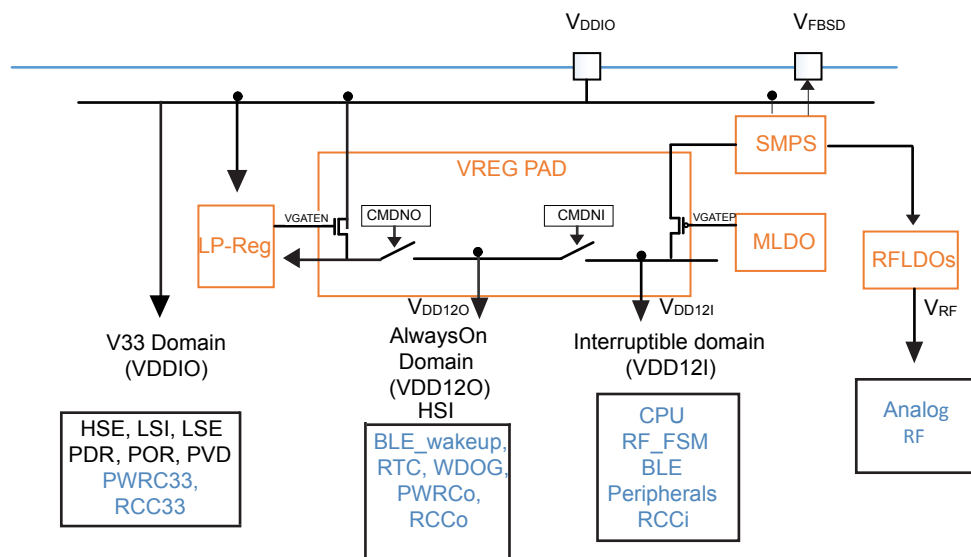 VDDIO
VFBSD
SMPS
VREG PAD
VGATEN
CMDNO
CMDNI
VGATEP
LP-Reg
MLDO
RFLDOs
VDD12O
VDD12I
VRF
V33 Domain
(VDDIO)
AlwaysOn
Domain
(VDD12O)
HSI
Interruptible domain
(VDD12I)
HSE, LSI, LSE
PDR, POR, PVD
PWRC33,
RCC33
BLE_wakeup,
RTC, WDOG,
PWRCo,
RCCo
CPU
RF_FSM
BLE
Peripherals
RCCi
Analog
RF